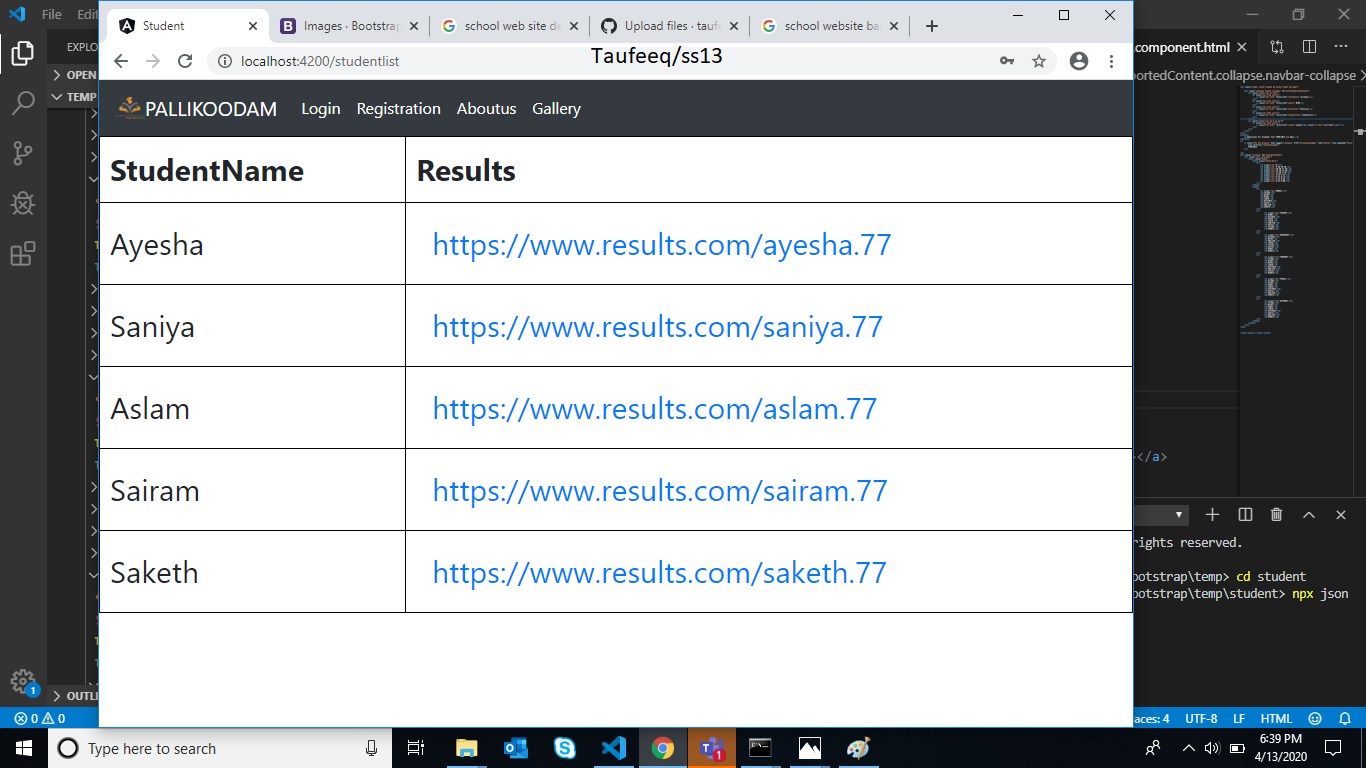 File Edit
Student
Images · Bootstrap
school web site de
Upload files · taufe
school website ba
.component.html
localhost:4200/studentlist
Taufeeq/ss13
EXPLO
OPEN
TEMP
portedContent.collapse.navbar-collapse
PALLIKOODAM Login Registration Aboutus Gallery
StudentName Results
Ayesha https://www.results.com/ayesha.77
Saniya https://www.results.com/saniya.77
Aslam https://www.results.com/aslam.77
Sairam https://www.results.com/sairam.77
Saketh https://www.results.com/saketh.77
></a>
rights reserved.
ootstrap\temp> cd student
ootstrap\temp\student> npx json
1
OUTLI
0 0
aces: 4 UTF-8 LF HTML
Type here to search
1
6:39 PM
4/13/2020